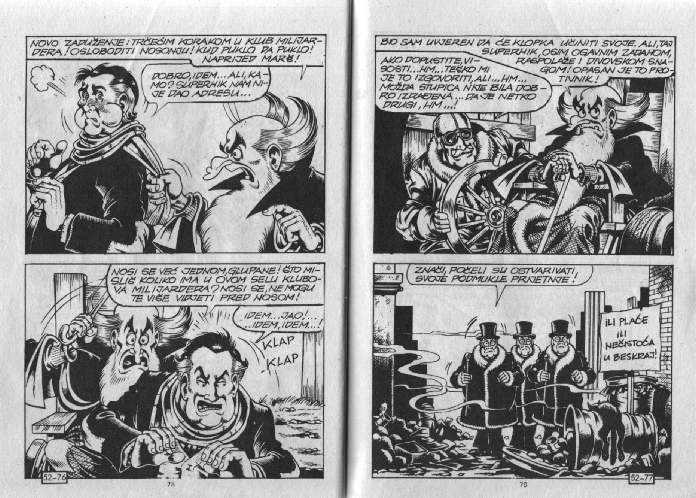 NOVO ZADUŽENJE: TRČEĆIM KORAKOM U KLUB MILIJAR-
DERA! OSLOBODITI NOSONJU! KUD PUKLO DA PUKLO!
NAPRIJED MARŠ!
DOBRO, IDEM... ALI, KA-
MO? SUPERHIK NAM NI-
JE DAO ADRESU...
NOSI SE VEĆ JEDNOM, GLUPANE! ŠTO MI-
SLIŠ KOLIKO IMA U OVOM SELU KLUBO-
VA MILIJARDERA? NOSI SE, NE MOGU
TE VIŠE VIDJETI PRED NOSOM!
IDEM... JAO!...
...IDEM, IDEM...!
KLAP
KLAP
52-76
BIO SAM UVJEREN DA ĆE KLOPKA UČINITI SVOJE. ALI, TAJ
SUPERHIK, OSIM OGAVNIM ZADAHOM,
RASPOLAŽE I DIVOVSKOM SNA-
GOM! OPASAN JE TO PRO-
TIVNIK!
AKO DOPUSTITE, VI-
SOSTI... HM... TEŠKO MI
JE TO IZGOVORITI, ALI... HM...
MOŽDA STUPICA NIJE BILA DOB-
RO IZRAĐENA... DA JE NETKO
DRUGI, HM...!
ZNAČI, POČELI SU OSTVARIVATI
SVOJE PODMUKLE PRIJETNJE!
ILI PLAĆE
ILI
NEČISTOĆA
U BESKRAJ!
52-77